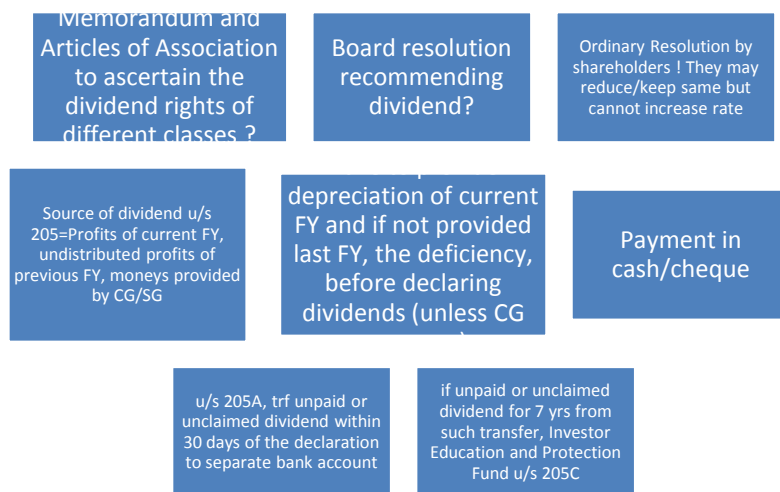 Memorandum and
Articles of Association
to ascertain the
dividend rights of
different classes ?
Board resolution
recommending
dividend?
Ordinary Resolution by
shareholders ! They may
reduce/keep same but
cannot increase rate
Source of dividend u/s
205=Profits of current FY,
undistributed profits of
previous FY, moneys provided
by CG/SG
depreciation of current
FY and if not provided
last FY, the deficiency,
before declaring
dividends (unless CG
Payment in
cash/cheque
u/s 205A, trf unpaid or
unclaimed dividend within
30 days of the declaration
to separate bank account
if unpaid or unclaimed
dividend for 7 yrs from
such transfer, Investor
Education and Protection
Fund u/s 205C